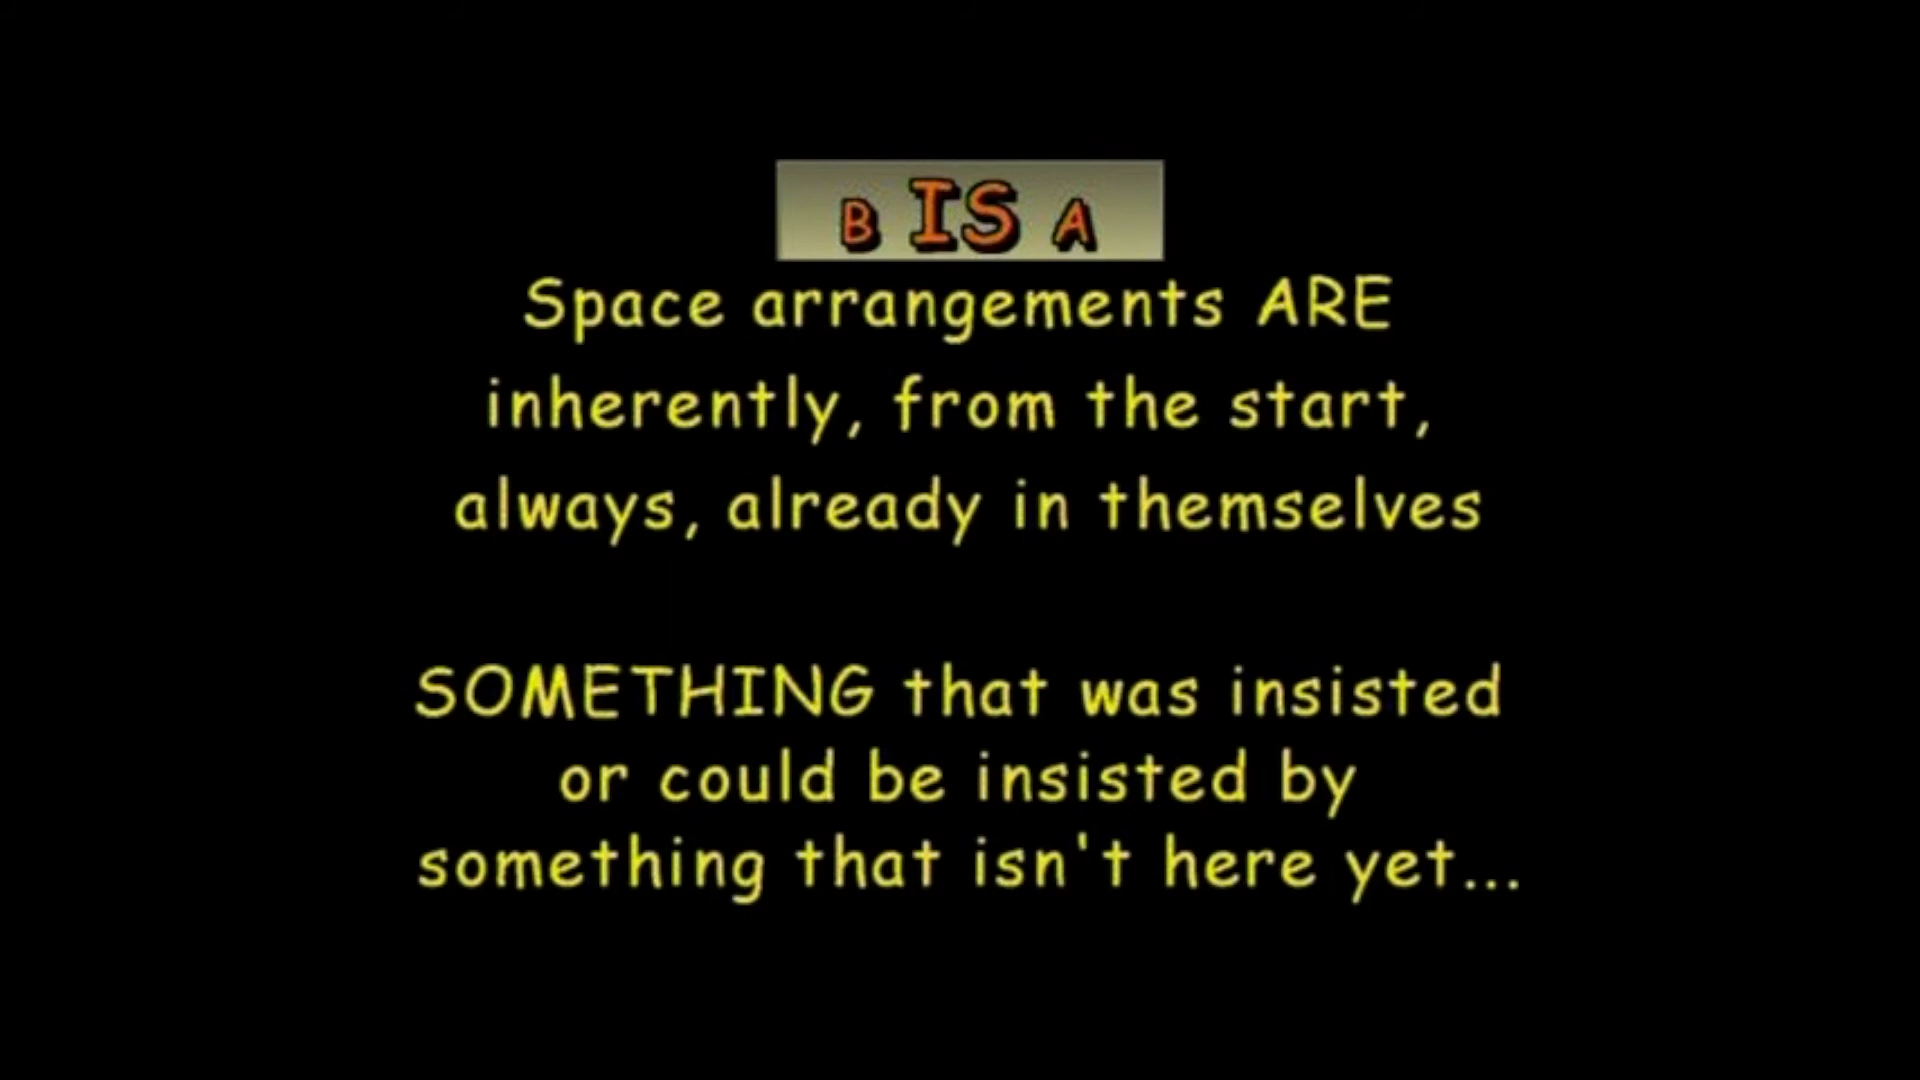 B IS A
Space arrangements ARE
inherently, from the start,
always, already in themselves
SOMETHING that was insisted
or could be insisted by
something that isn't here yet...